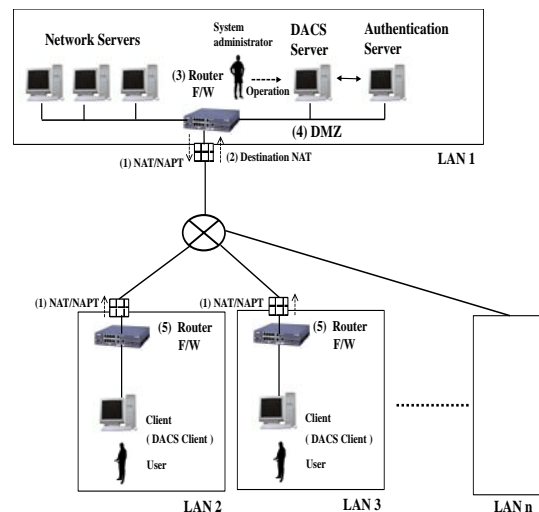 Network Servers
System
administrator
DACS
Server
Authentication
Server
(3) Router
F/W
Operation
(4) DMZ
LAN 1
(1) NAT/NAPT
(2) Destination NAT
(1) NAT/NAPT
(1) NAT/NAPT
(5) Router
F/W
(5) Router
F/W
Client
( DACS Client )
User
Client
( DACS Client )
User
LAN 2
LAN 3
LAN n